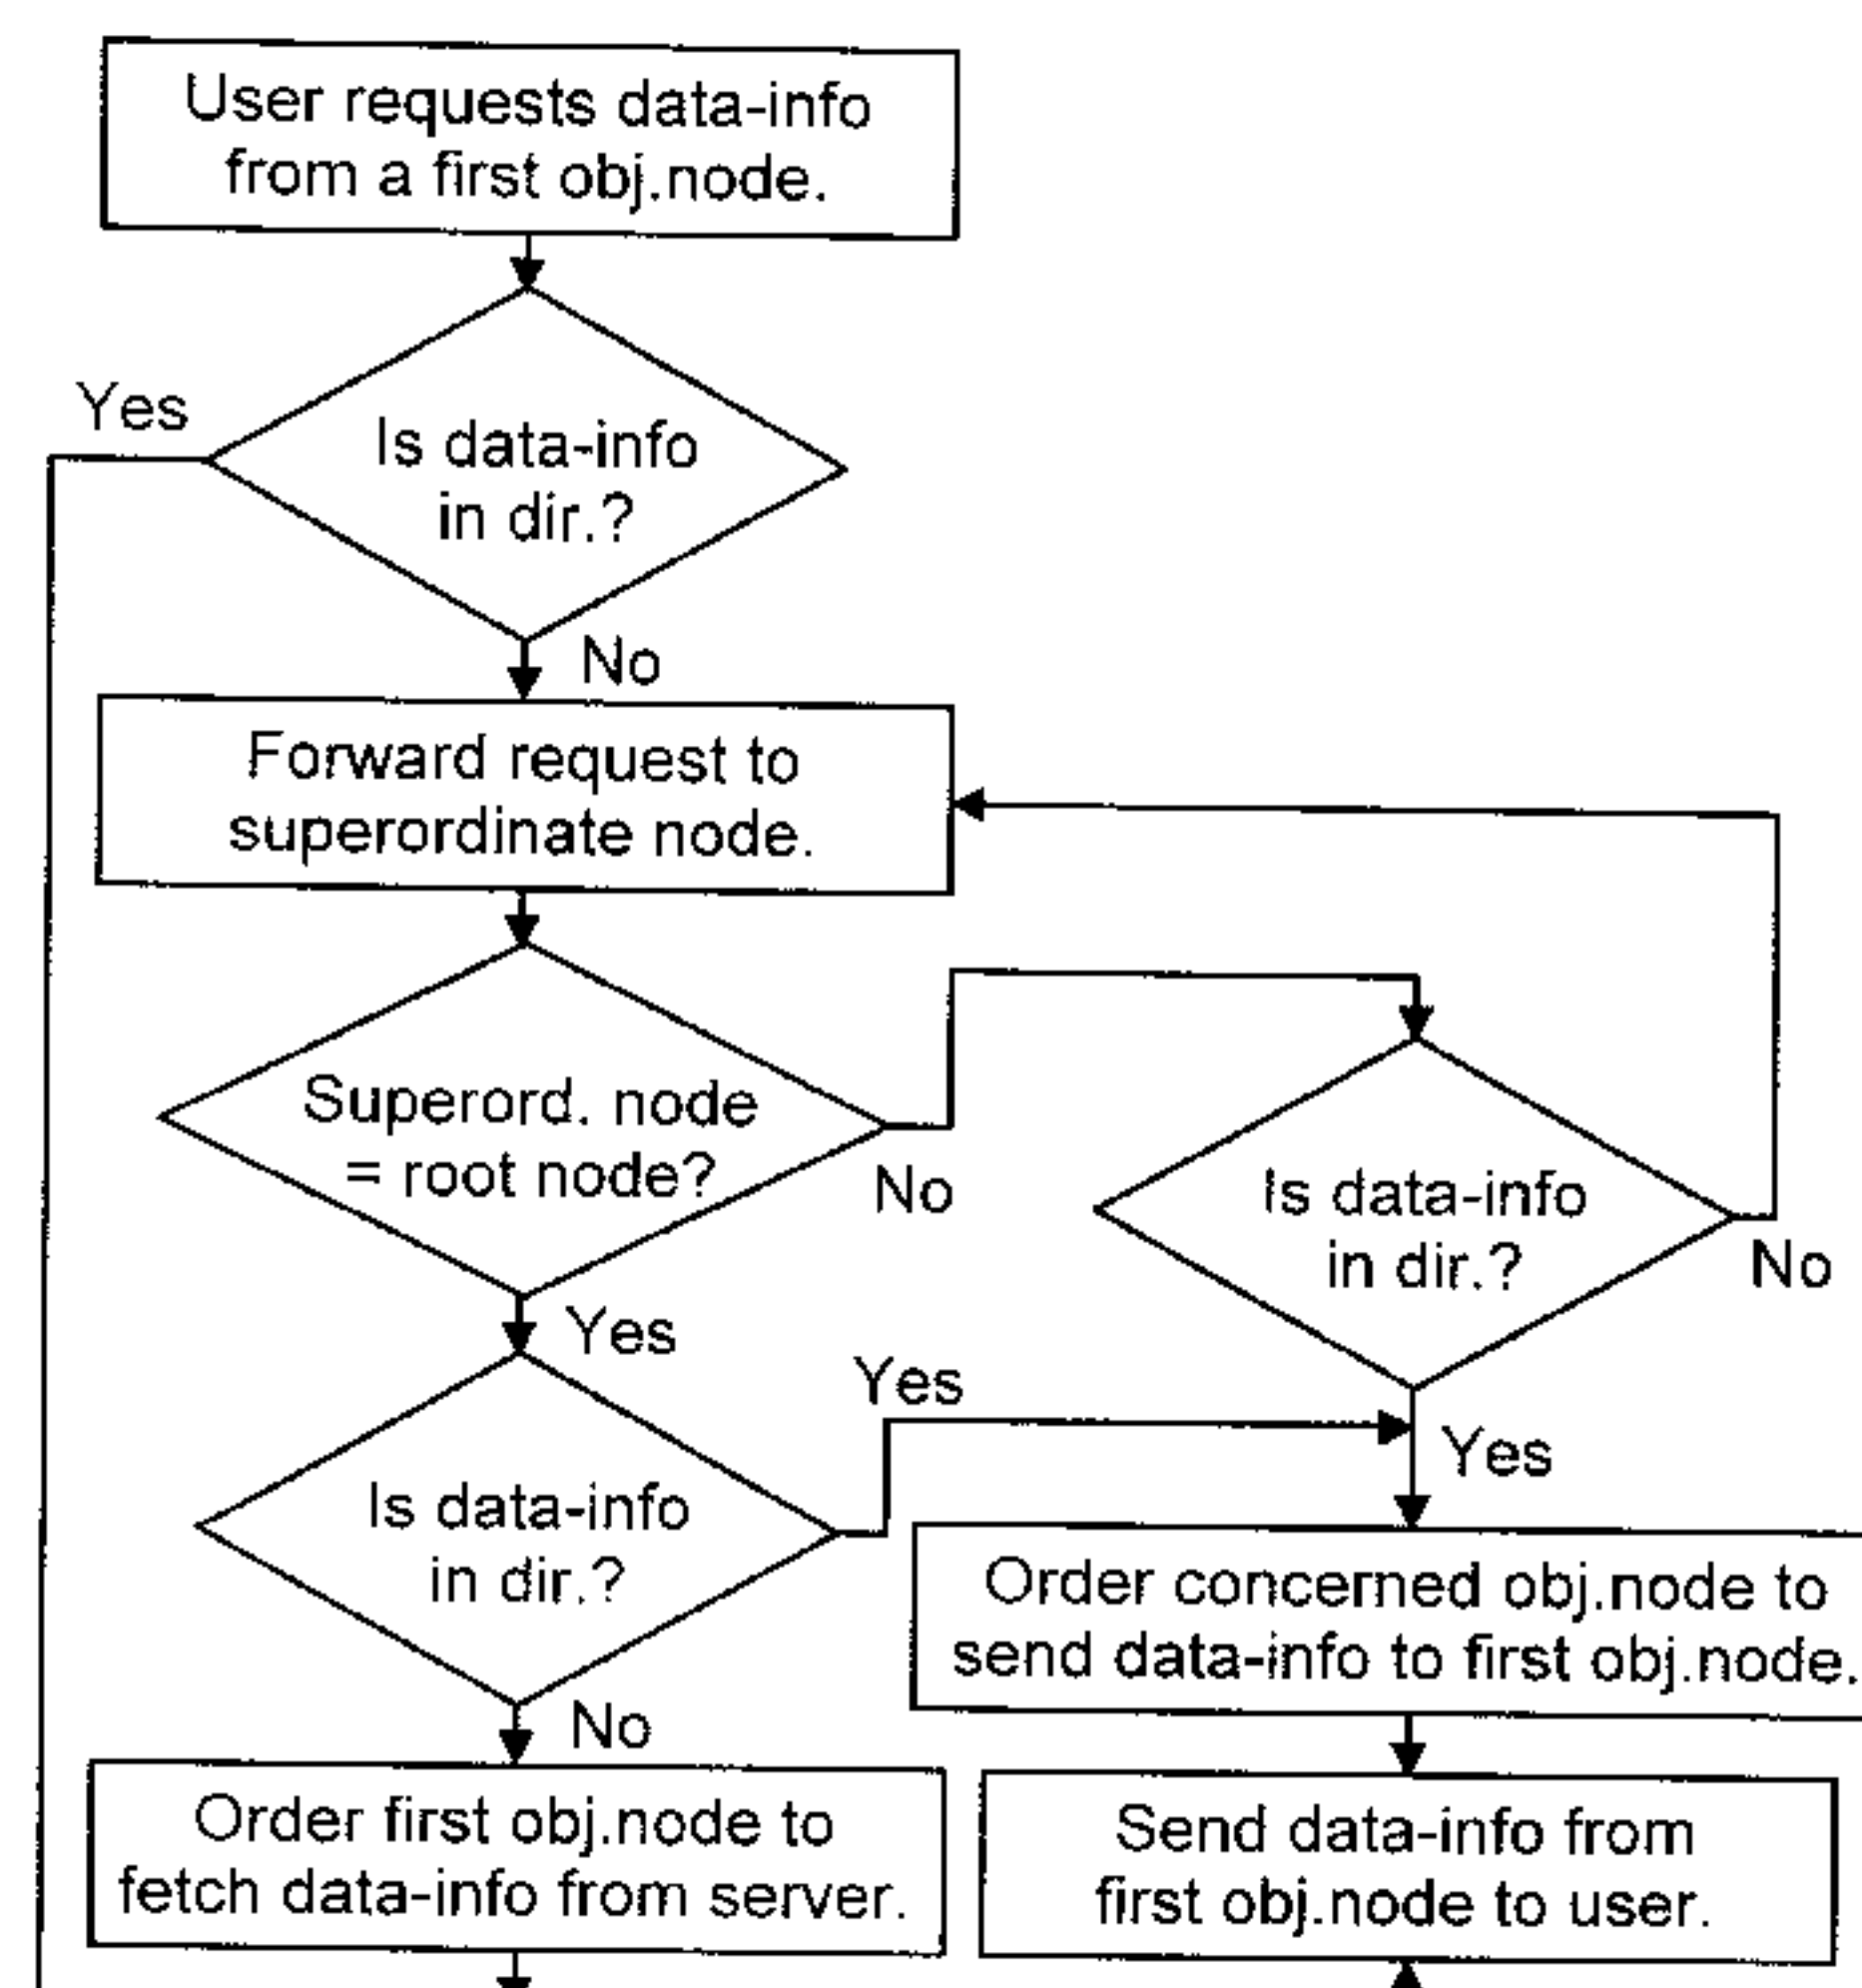 User requests data-info
from a first obj.node.
Yes
Is data-info
in dir.?
No
Forward request to
superordinate node.
Superord. node
= root node?
No
Is data-info
in dir.?
No
Yes
Yes
Yes
Is data-info
in dir.?
Order concerned obj.node to
send data-info to first obj.node.
No
Order first obj.node to
fetch data-info from server.
Send data-info from
first obj.node to user.